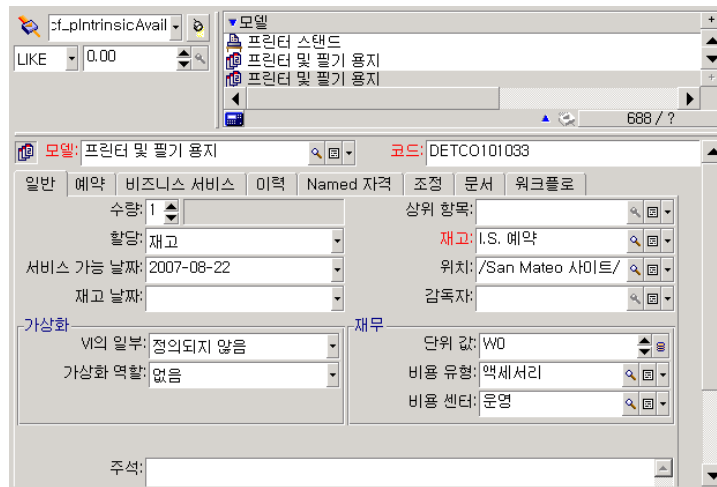 cf_pIntrinsicAvail
LIKE 0.00
▼모델
프린터 스탠드
프린터 및 필기 용지
프린터 및 필기 용지
688 / ?
모델: 프린터 및 필기 용지 코드: DETCO101033
일반 예약 비즈니스 서비스 이력 Named 자격 조정 문서 워크플로
수량: 1 상위 항목:
할당: 재고 재고: I.S. 예약
서비스 가능 날짜: 2007-08-22 위치: /San Mateo 사이트/
재고 날짜: 감독자:
가상화 재무
VI의 일부: 정의되지 않음 단위 값: W0
가상화 역할: 없음 비용 유형: 액세서리
비용 센터: 운영
주석: